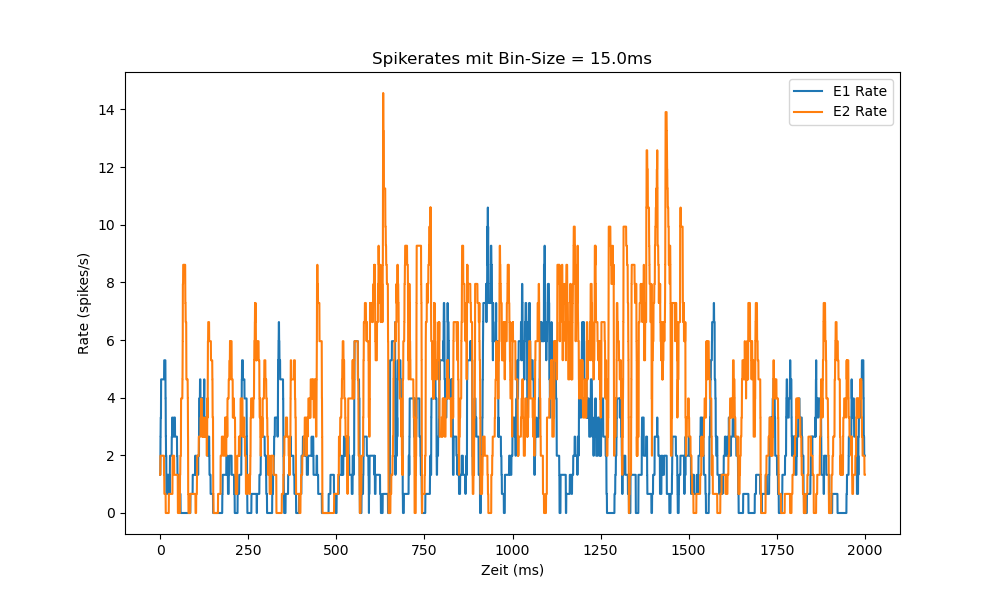 Spikerates mit Bin-Size = 15.0ms
E1 Rate
E2 Rate
Rate (spikes/s)
14
12
10
8
6
4
2
0
0 250 500 750 1000 1250 1500 1750 2000
Zeit (ms)